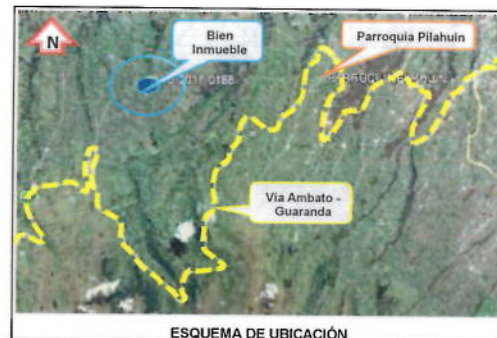 N
Bien
Inmueble
Parroquia Pilahuin
Via Ambato -
Guaranda
ESQUEMA DE UBICACIÓN